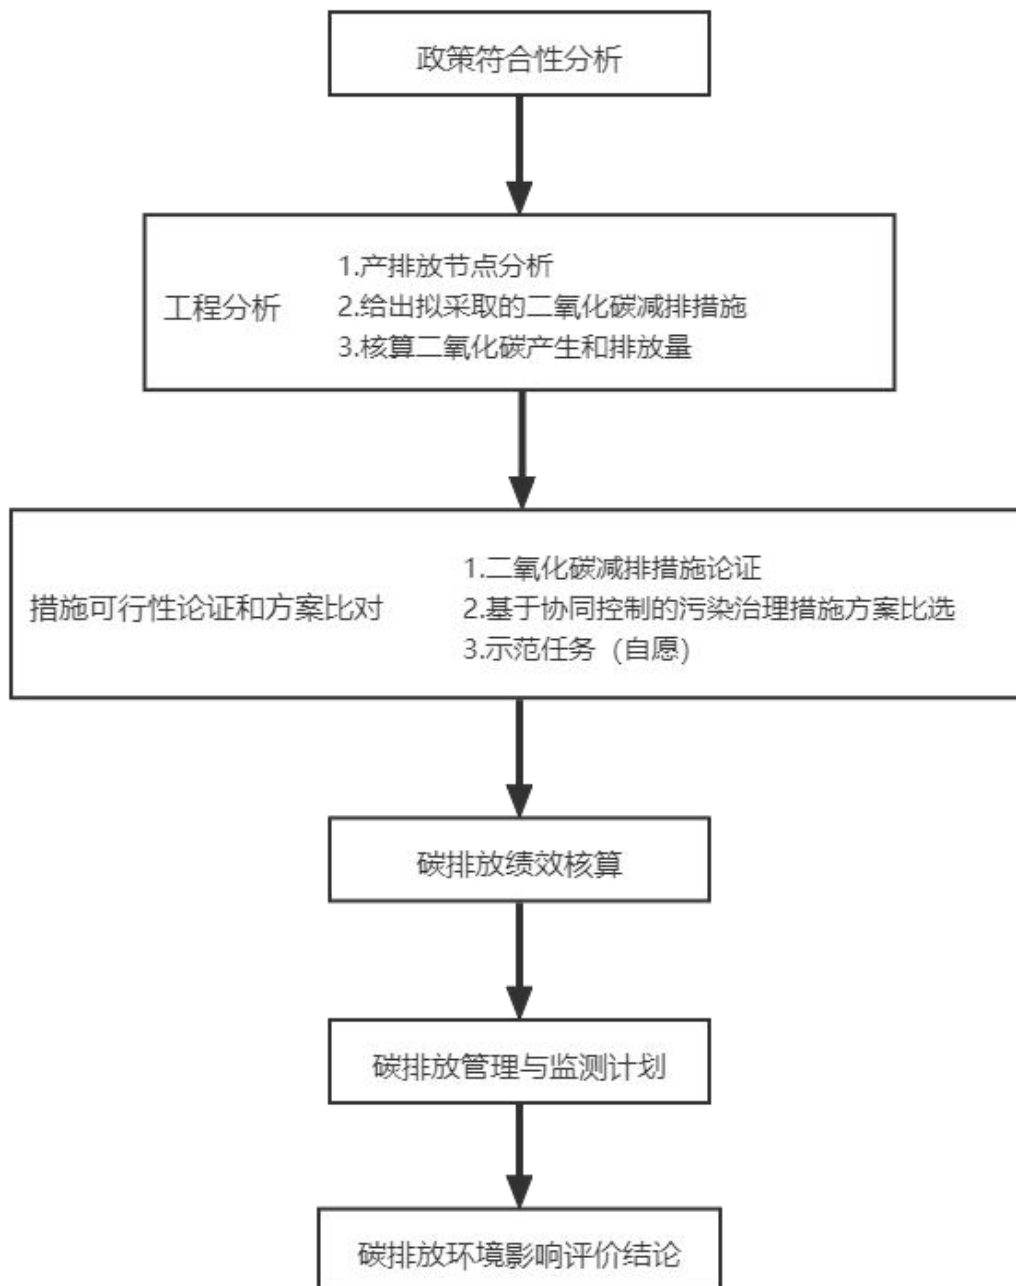 政策符合性分析
工程分析
1.产排放节点分析
2.给出拟采取的二氧化碳减排措施
3.核算二氧化碳产生和排放量
措施可行性论证和方案比对
1.二氧化碳减排措施论证
2.基于协同控制的污染治理措施方案比选
3.示范任务（自愿）
碳排放绩效核算
碳排放管理与监测计划
碳排放环境影响评价结论